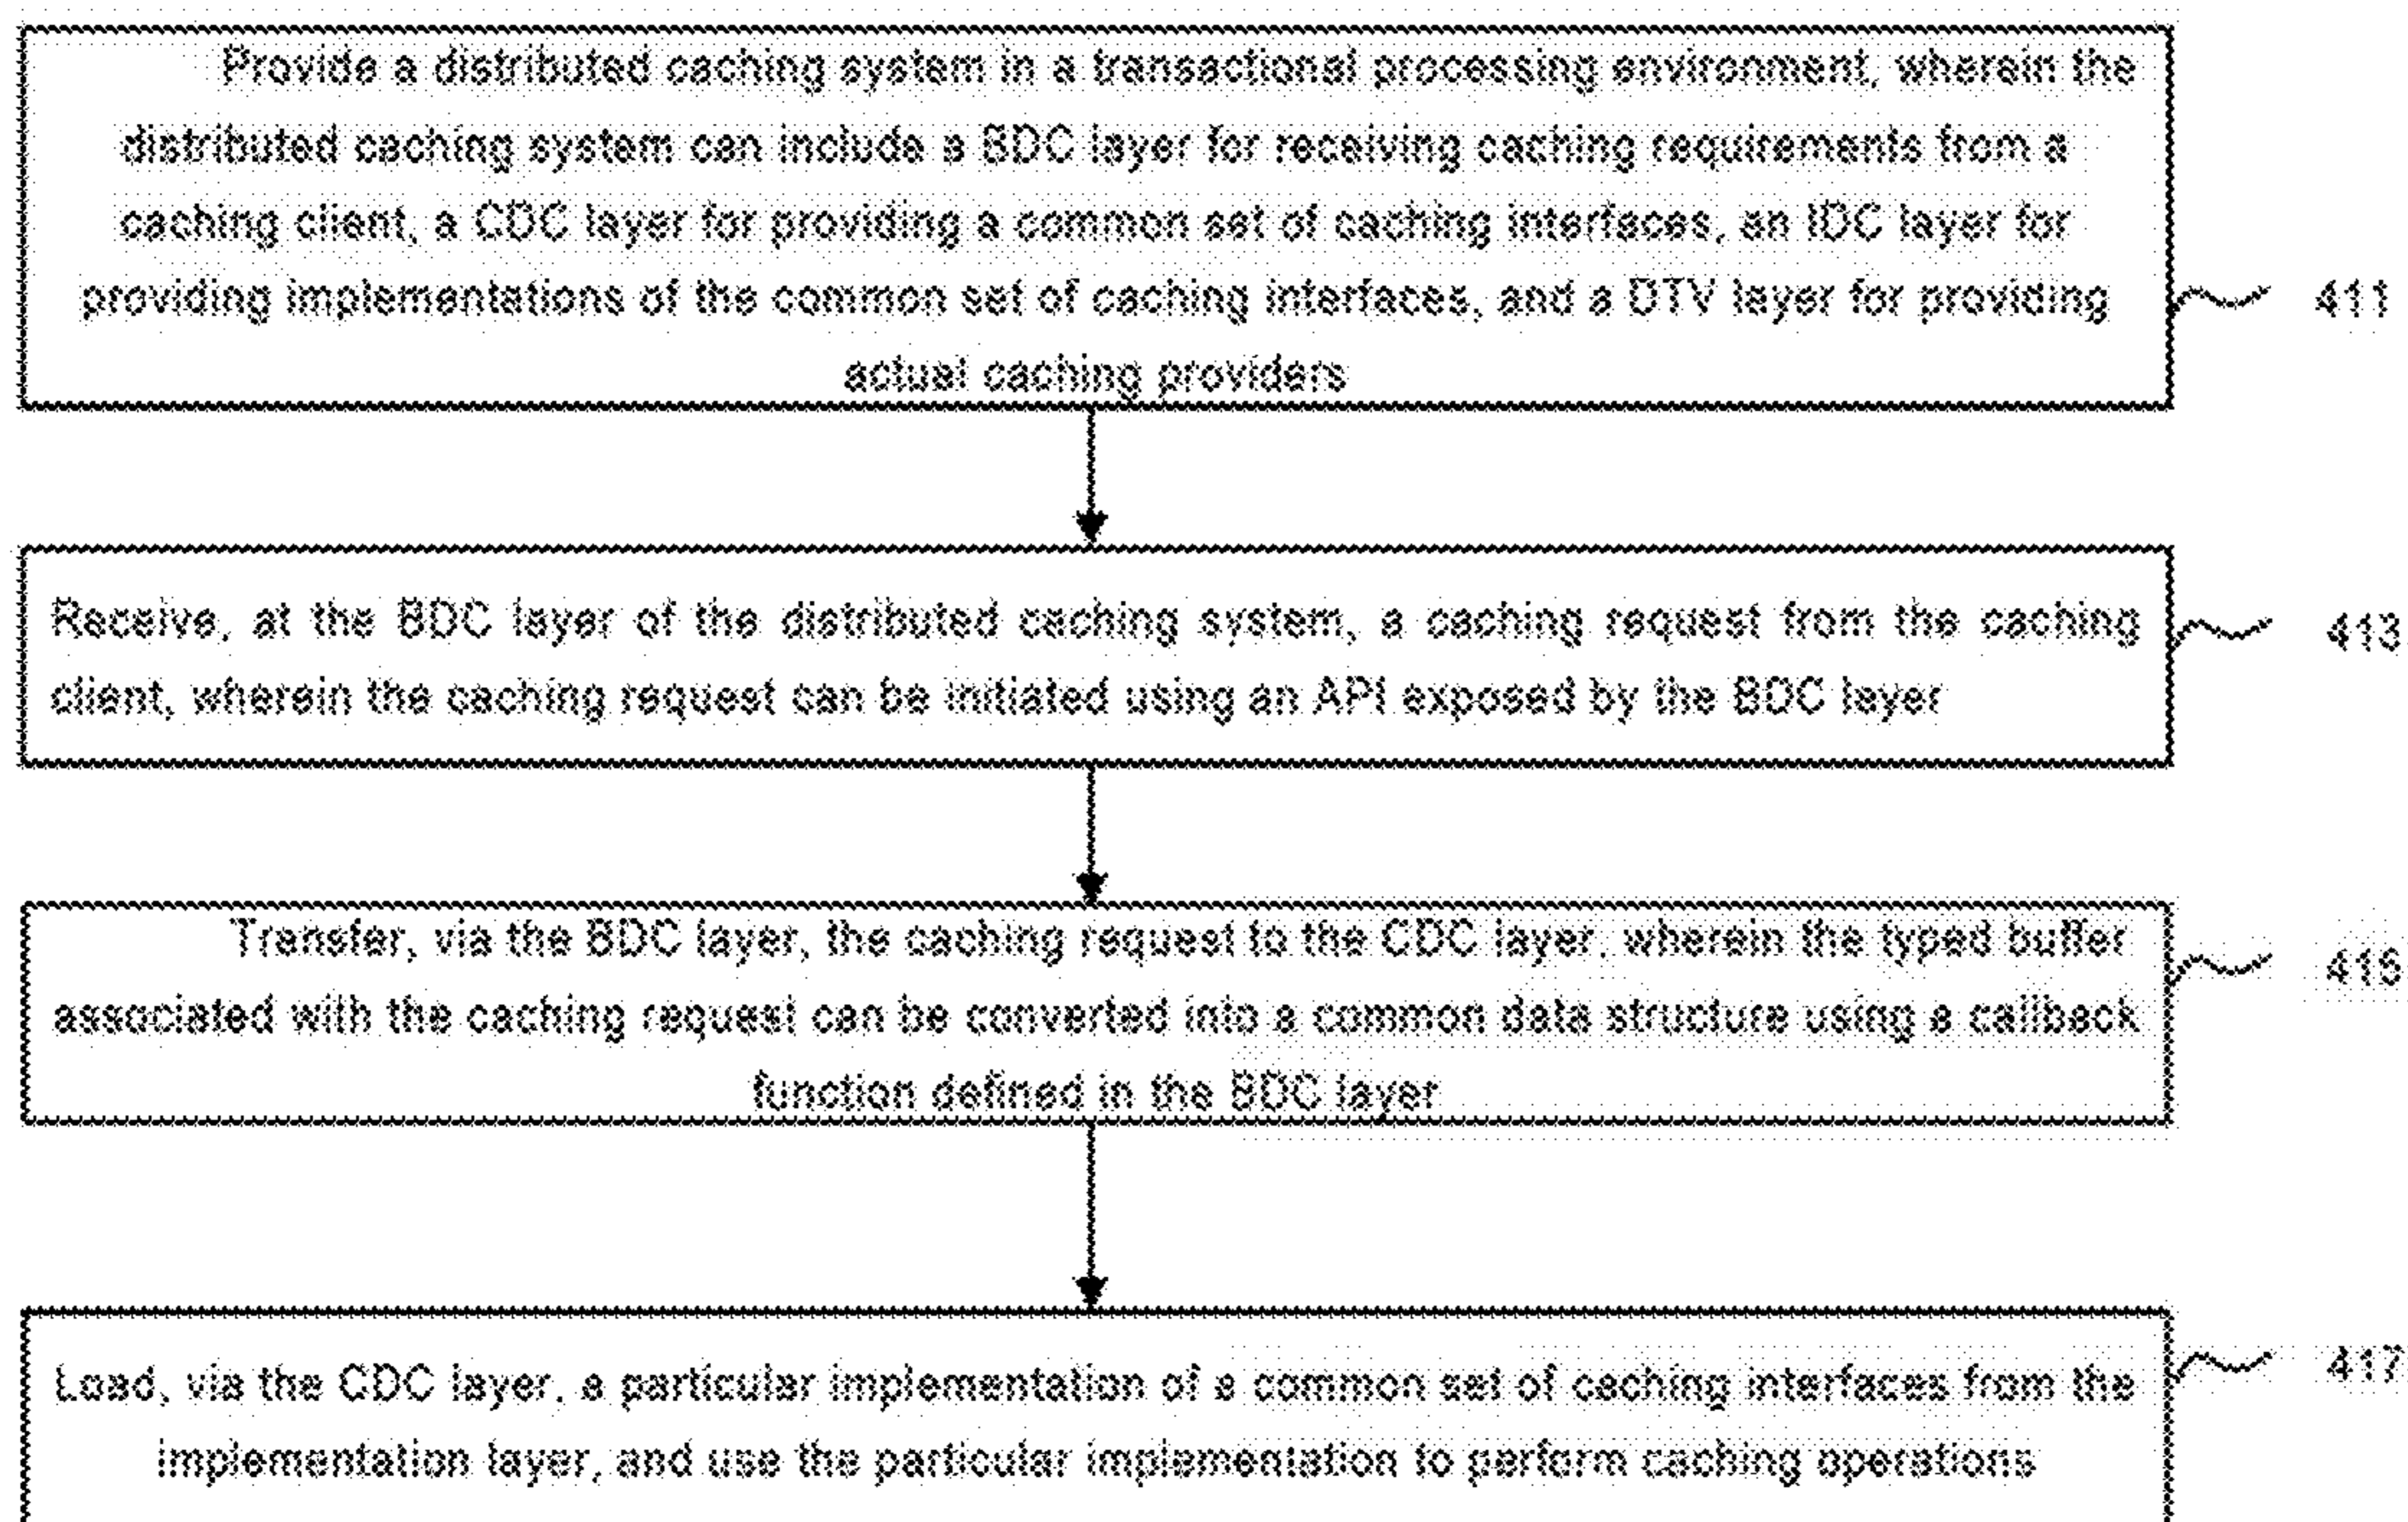 Provide a distributed caching system in a transactional processing environment, wherein the
distributed caching system can include a BDC layer for receiving caching requirements from a
caching client, a CDC layer for providing a common set of caching interfaces, an IDC layer for
providing implementations of the common set of caching interfaces, and a DTV layer for providing
411
actual caching providers
Receive, at the BDC layer of the distributed caching system, a caching request from the caching
413
client, wherein the caching request can be initiated using an API exposed by the BDC layer
Transfer, via the BDC layer, the caching request to the CDC layer, wherein the typed buffer
415
associated with the caching request can be converted into a common data structure using a callback
function defined in the BDC layer
Load, via the CDC layer, a particular implementation of a common set of caching interfaces from the
417
implementation layer, and use the particular implementation to perform caching operations